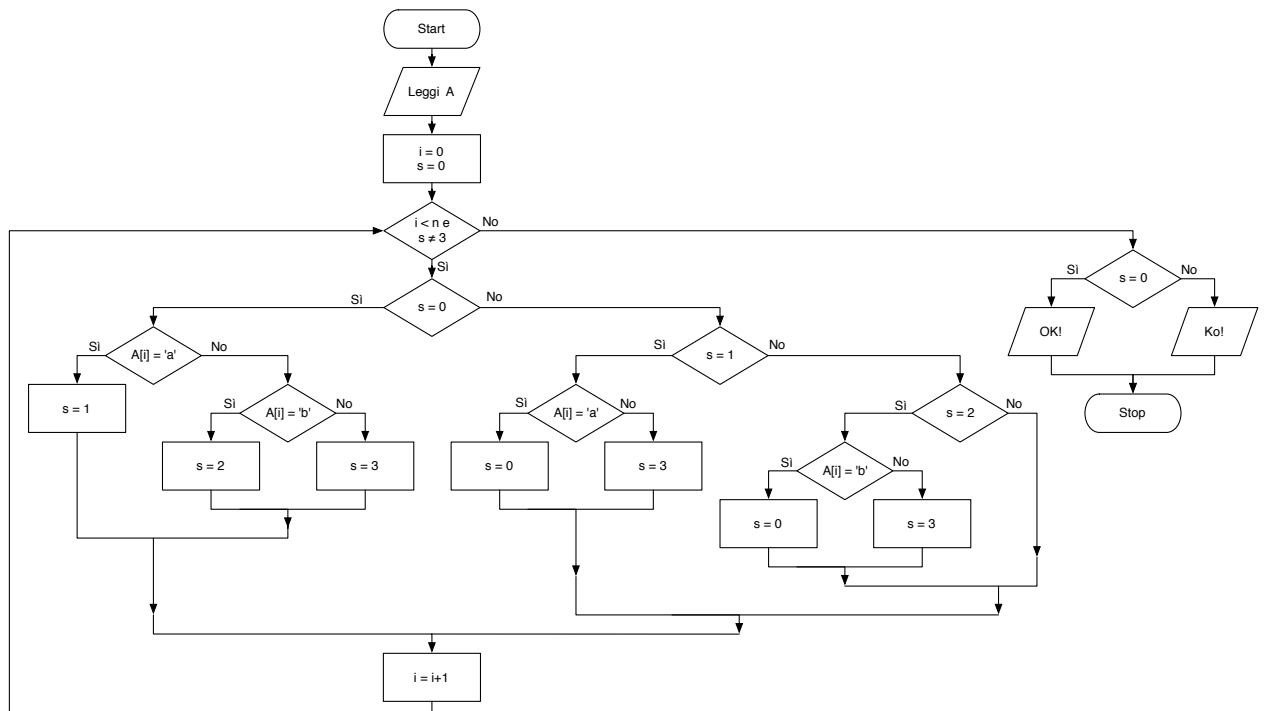 Start
Leggi A
i = 0
s = 0
i < n e
s ≠ 3
No
Sì
s = 0
Sì
No
s = 0
Sì
No
OK!
Ko!
Stop
A[i] = 'a'
Sì
No
s = 1
A[i] = 'b'
Sì
No
s = 2
s = 3
s = 1
Sì
No
A[i] = 'a'
Sì
No
s = 0
s = 3
s = 2
Sì
No
A[i] = 'b'
Sì
No
s = 0
s = 3
i = i+1